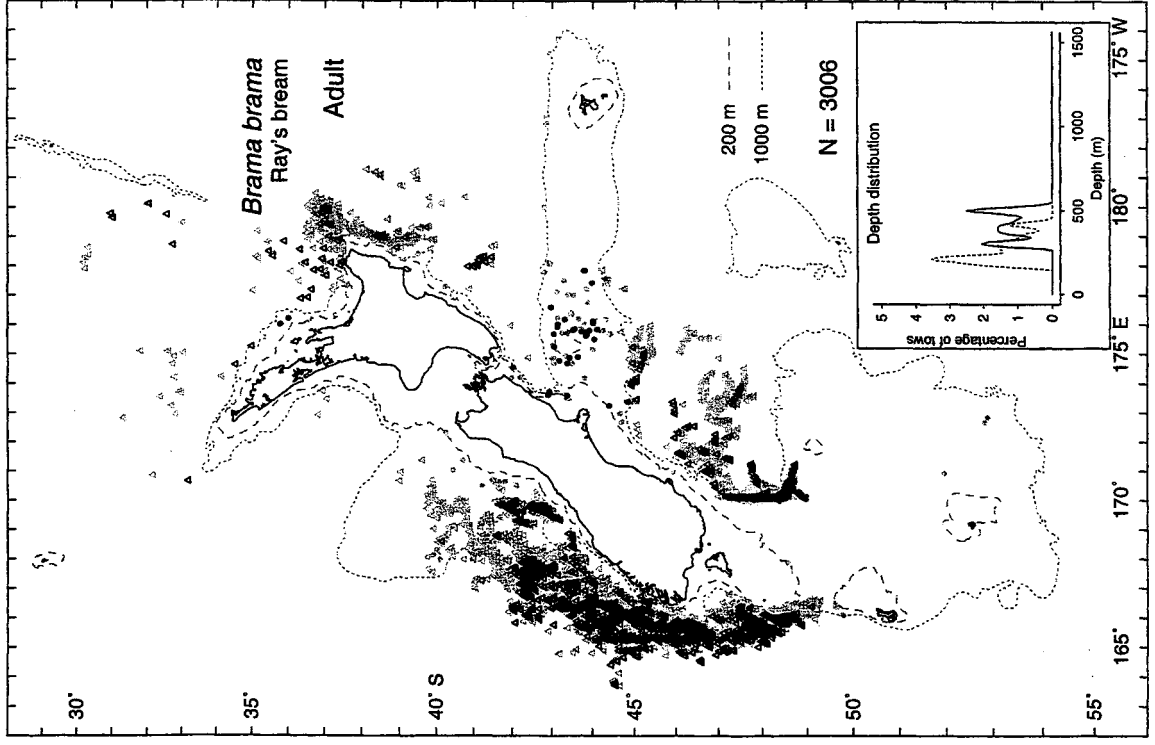 Brama brama
Ray's bream
Adult
200 m
1000 m
N = 3006
Depth distribution
Percentage of tows
5
4
3
2
1
0
0
500
1000
1500
Depth (m)
30°
35°
40° S
45°
50°
55°
165°
170°
175° E
180°
175° W